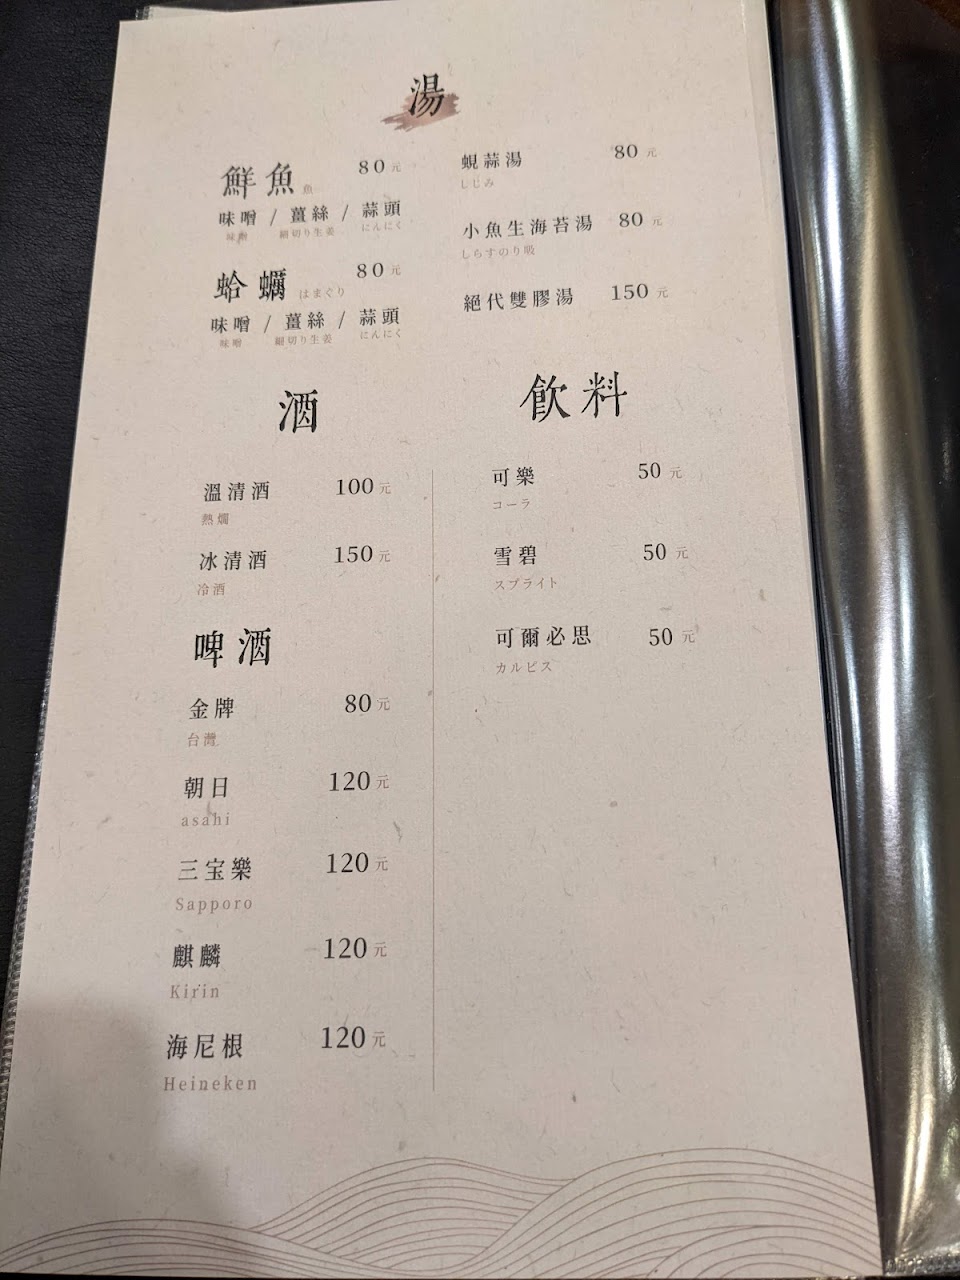 湯
鮮魚 魚 80元
味噌 / 薑絲 / 蒜頭
味噌 細切り生姜 にんにく
蛤蠣 はまぐり 80元
味噌 / 薑絲 / 蒜頭
味噌 細切り生姜 にんにく
蜆蒜湯 80元
しじみ
小魚生海苔湯 80元
しらすのり吸
絕代雙膠湯 150元
酒
溫清酒 100元
熱燗
冰清酒 150元
冷酒
啤酒
金牌 80元
台灣
朝日 120元
asahi
三宝樂 120元
Sapporo
麒麟 120元
Kirin
海尼根 120元
Heineken
飲料
可樂 50元
コーラ
雪碧 50元
スプライト
可爾必思 50元
カルピス